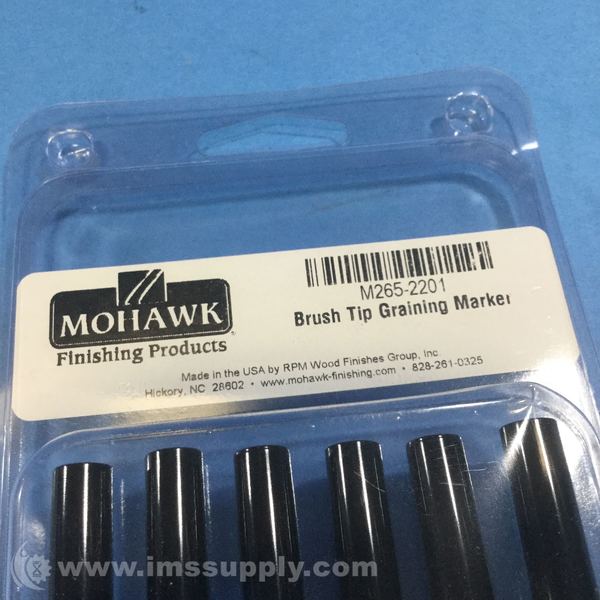 MOHAWK
Finishing Products
M265-2201
Brush Tip Graining Marker
Made in the USA by RPM Wood Finishes Group, Inc.
Hickory, NC 28602 • www.mohawk-finishing.com • 828-261-0325
www.imssupply.com